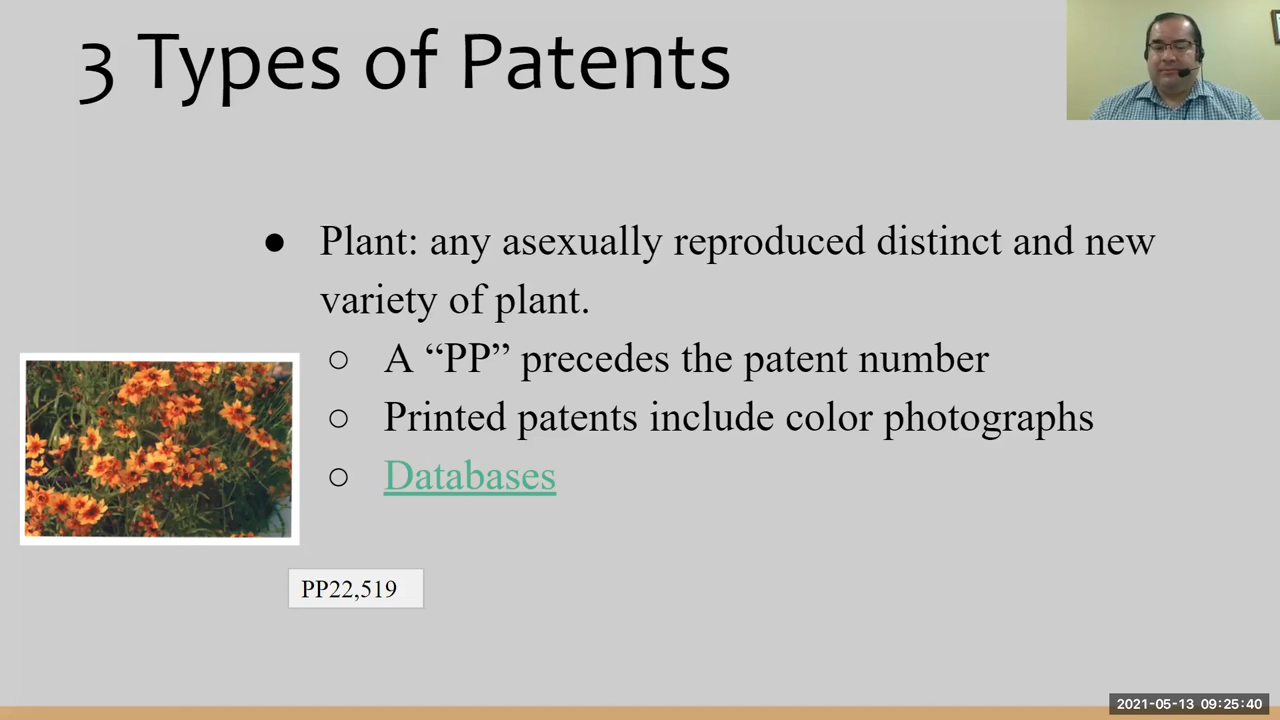 3 Types of Patents
● Plant: any asexually reproduced distinct and new
variety of plant.
○ A “PP” precedes the patent number
○ Printed patents include color photographs
○ Databases
PP22,519
2021-05-13 09:25:40